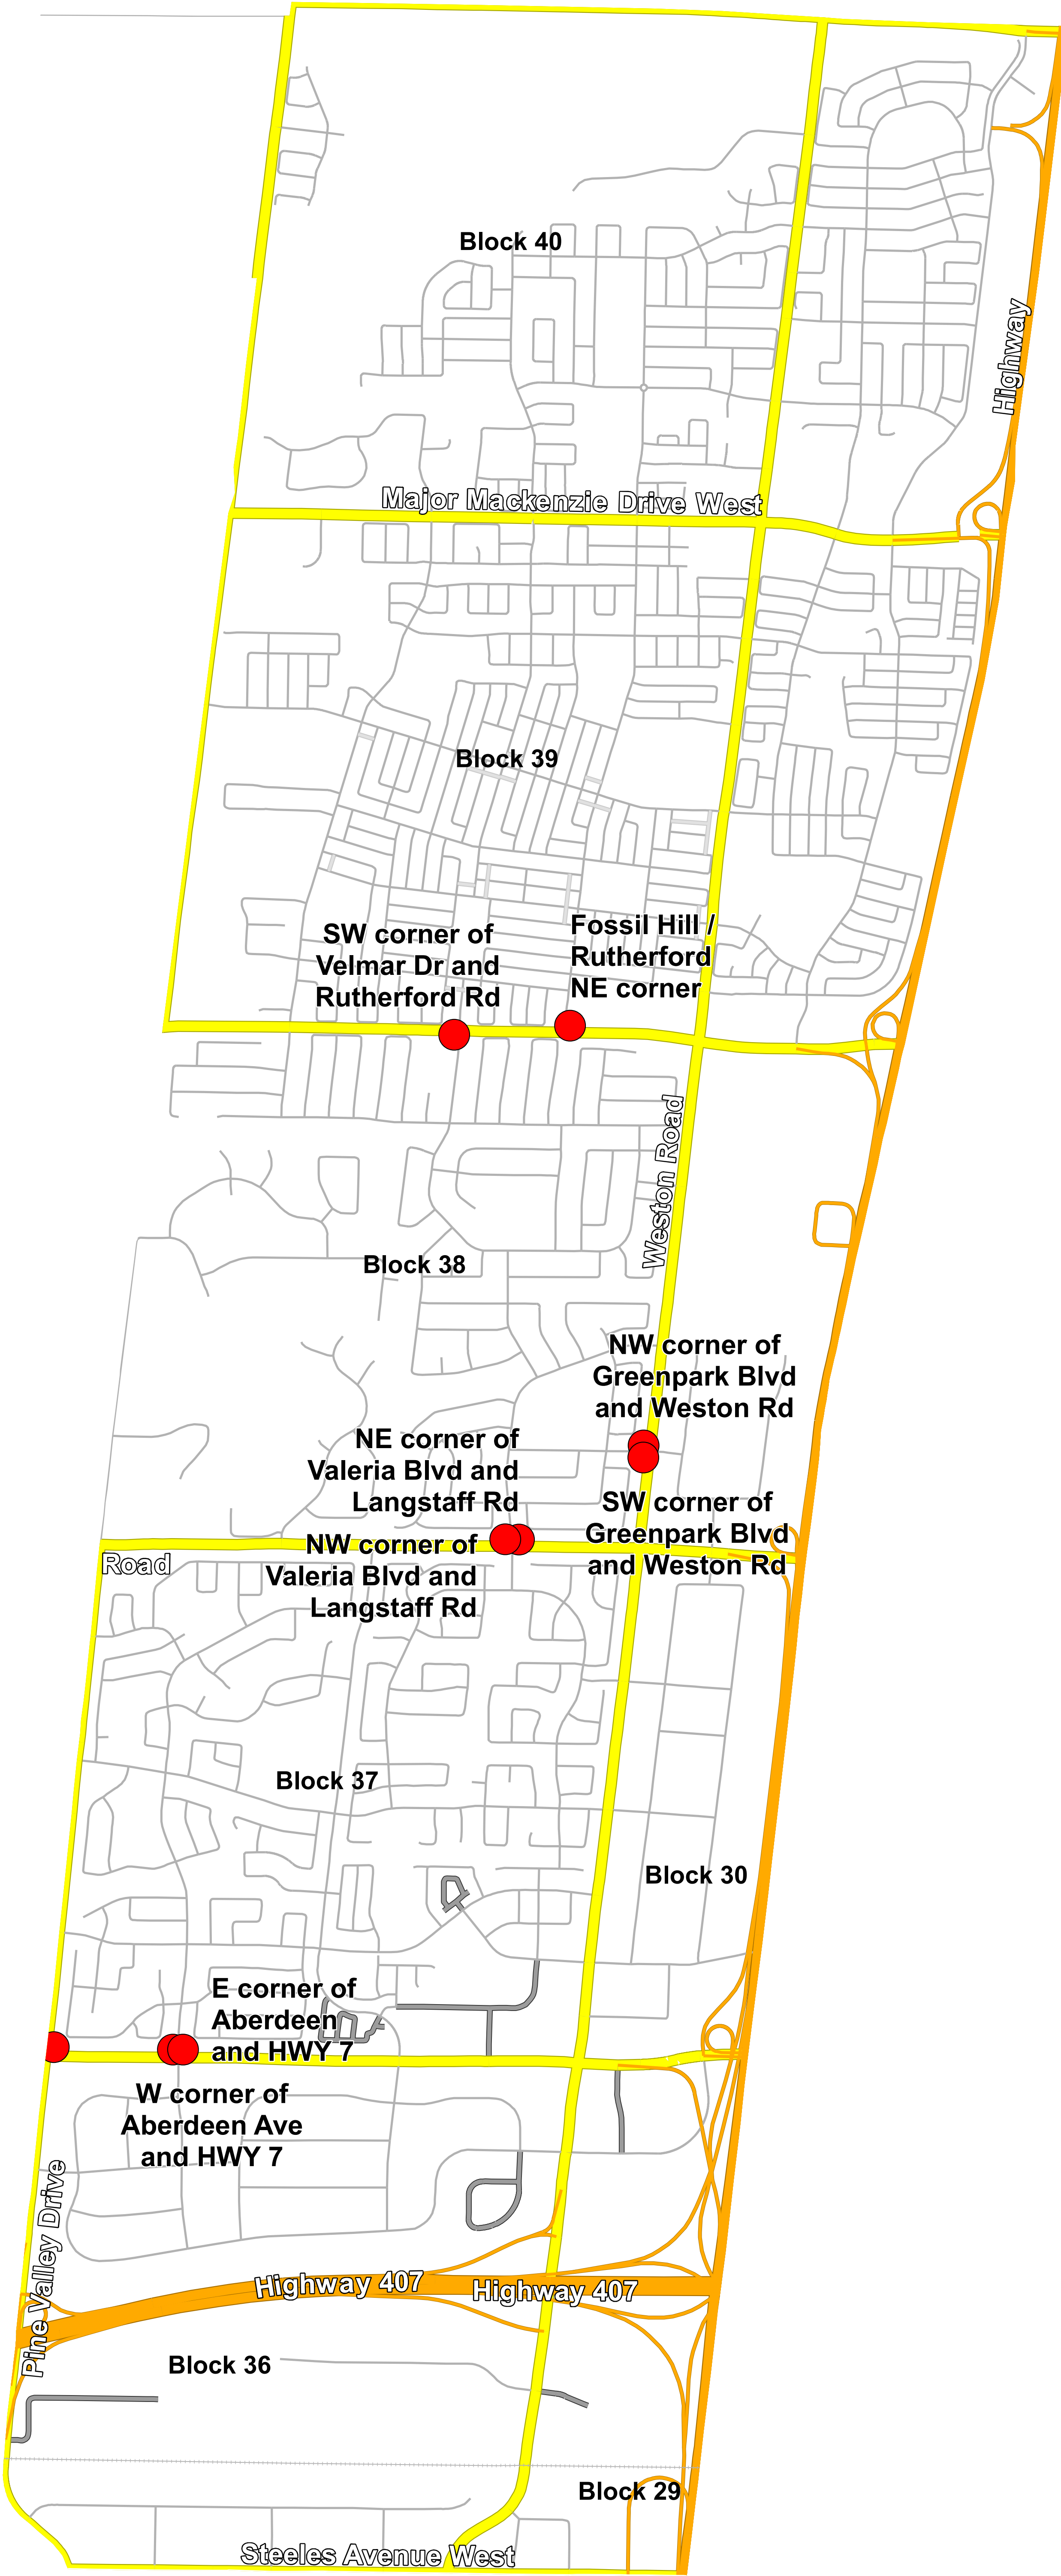 Block 40
Highway
Major Mackenzie Drive West
Block 39
SW corner of
Velmar Dr and
Rutherford Rd
Fossil Hill /
Rutherford
NE corner
Weston Road
Block 38
NW corner of
Greenpark Blvd
and Weston Rd
NE corner of
Valeria Blvd and
Langstaff Rd
SW corner of
Greenpark Blvd
and Weston Rd
Road
NW corner of
Valeria Blvd and
Langstaff Rd
Block 37
Block 30
E corner of
Aberdeen
and HWY 7
W corner of
Aberdeen Ave
and HWY 7
Pine Valley Drive
Highway 407
Highway 407
Block 36
Block 29
Steeles Avenue West